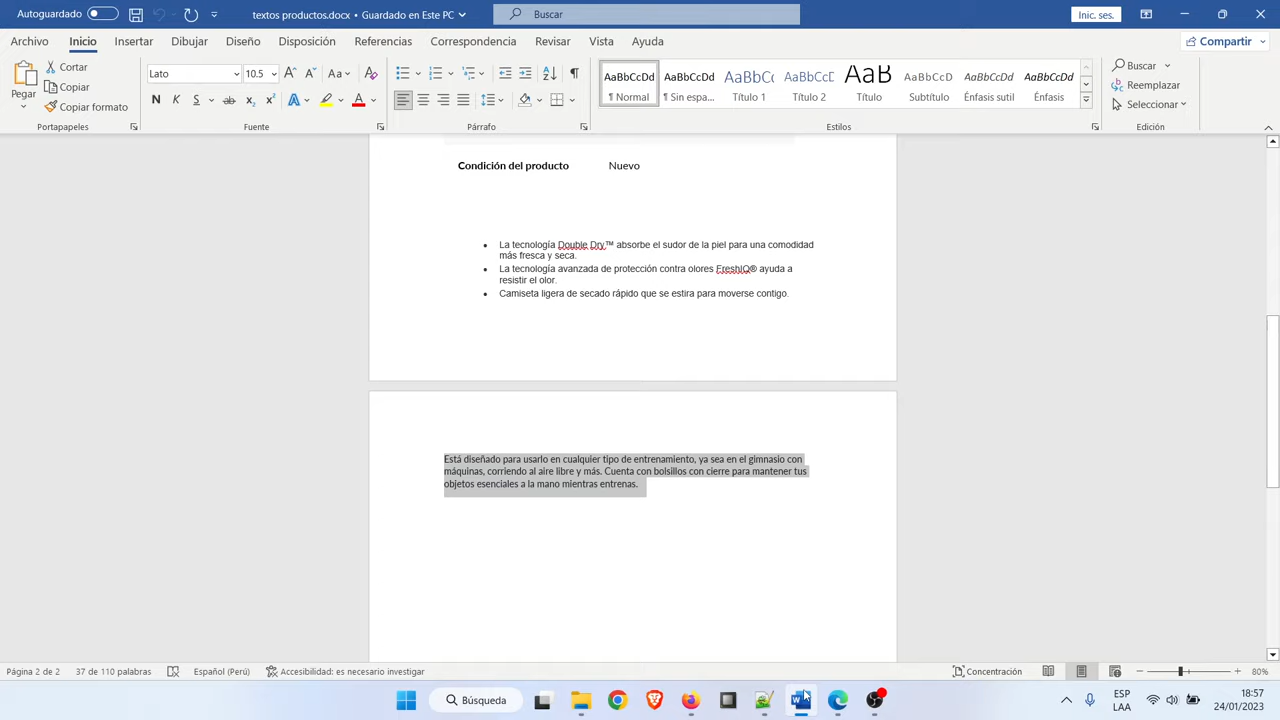 Autoguardado
textos productos.docx • Guardado en Este PC
Buscar
Inic. ses.
Archivo Inicio Insertar Dibujar Diseño Disposición Referencias Correspondencia Revisar Vista Ayuda
Compartir
Pegar
Cortar
Copiar
Copiar formato
Portapapeles
Lato 10.5
Aa
N K S ab x₂ x²
A A
Fuente
Párrafo
AaBbCcDd AaBbCcDd AaBbCc AaBbCcD AaB AaBbCcD AaBbCcDd AaBbCcDd
¶ Normal ¶ Sin espa... Título 1 Título 2 Título Subtítulo Énfasis sutil Énfasis
Estilos
Buscar
Reemplazar
Seleccionar
Edición
Condición del producto Nuevo
• La tecnología Double Dry™ absorbe el sudor de la piel para una comodidad
más fresca y seca.
• La tecnología avanzada de protección contra olores FreshIQ® ayuda a
resistir el olor.
• Camiseta ligera de secado rápido que se estira para moverse contigo.
Está diseñado para usarlo en cualquier tipo de entrenamiento, ya sea en el gimnasio con
máquinas, corriendo al aire libre y más. Cuenta con bolsillos con cierre para mantener tus
objetos esenciales a la mano mientras entrenas.
Página 2 de 2 37 de 110 palabras Español (Perú) Accesibilidad: es necesario investigar
Concentración
80%
Búsqueda
ESP
LAA
18:57
24/01/2023